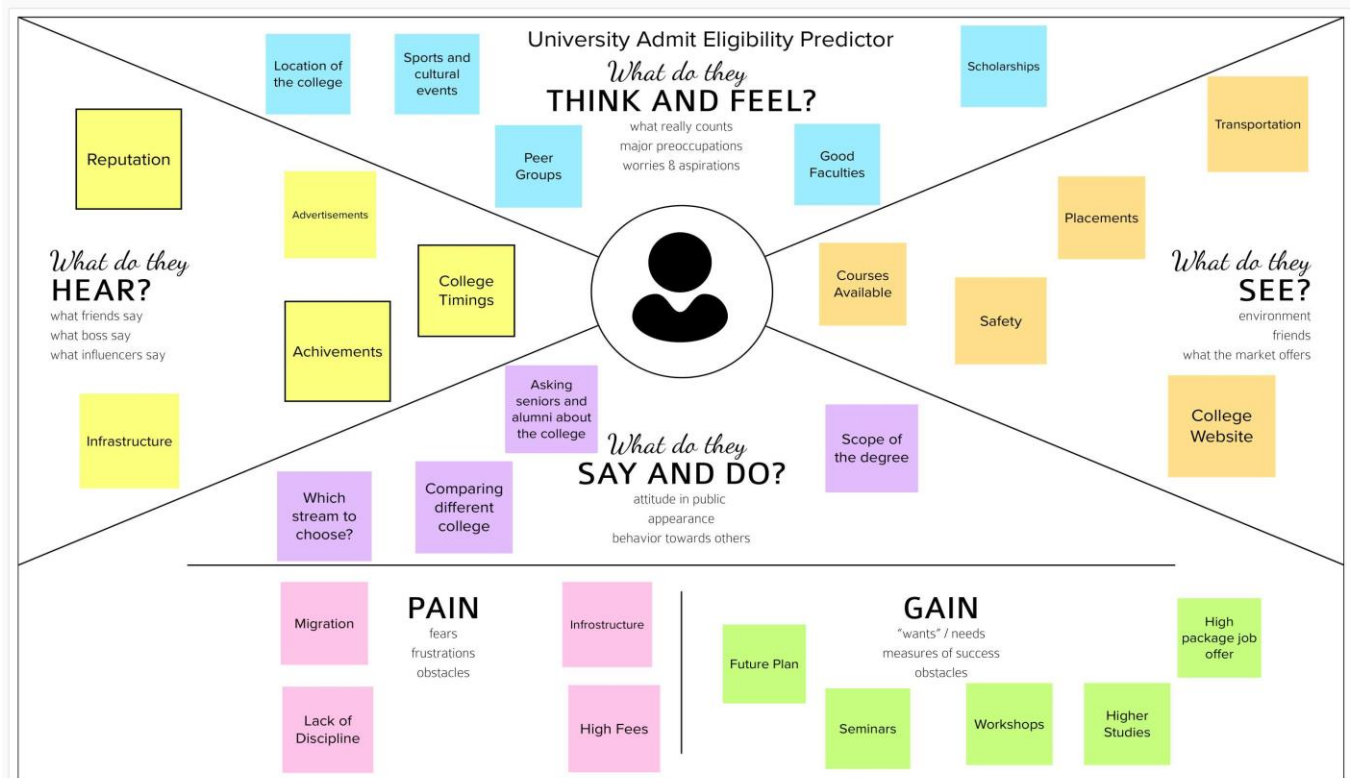 University Admit Eligibility Predictor
What do they
THINK AND FEEL?
what really counts
major preoccupations
worries & aspirations
Location of
the college
Sports and
cultural
events
Peer
Groups
Good
Faculties
Scholarships
What do they
HEAR?
what friends say
what boss say
what influencers say
Reputation
Advertisements
College
Timings
Achivements
Infrastructure
What do they
SEE?
environment
friends
what the market offers
Transportation
Placements
Courses
Available
Safety
College
Website
What do they
SAY AND DO?
attitude in public
appearance
behavior towards others
Asking
seniors and
alumni about
the college
Scope of
the degree
Which
stream to
choose?
Comparing
different
college
PAIN
fears
frustrations
obstacles
Migration
Infrostructure
Lack of
Discipline
High Fees
GAIN
"wants" / needs
measures of success
obstacles
Future Plan
Seminars
Workshops
Higher
Studies
High
package job
offer